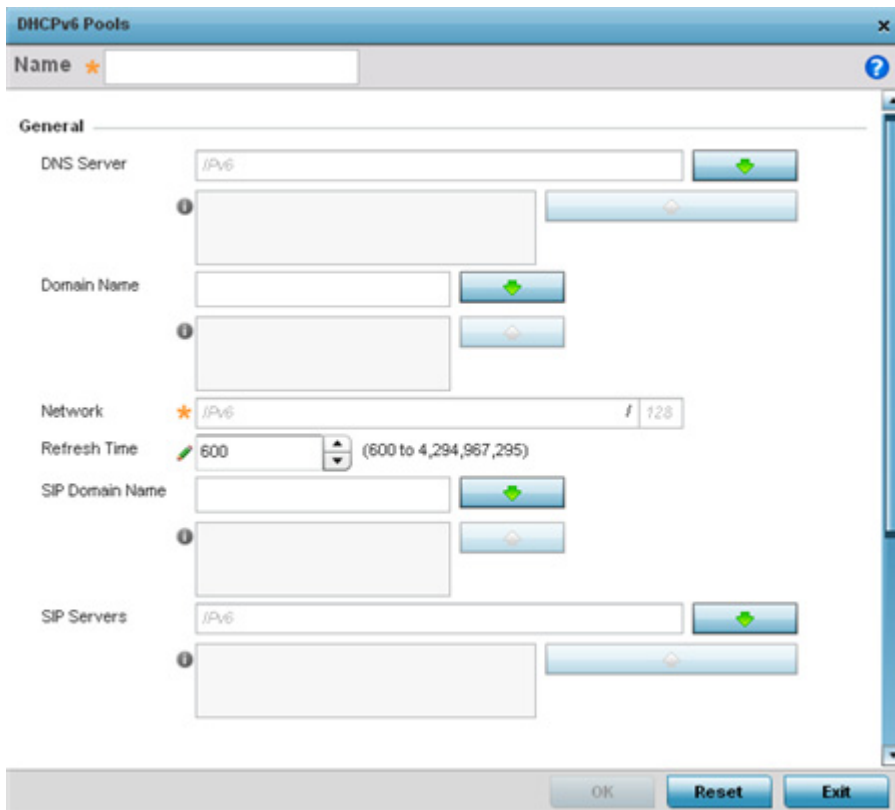 DHCPv6 Pools
Name
General
DNS Server IPv6
Domain Name
Network IPv6 / 128
Refresh Time 600 (600 to 4,294,967,295)
SIP Domain Name
SIP Servers IPv6
OK Reset Exit